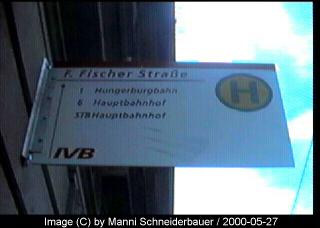 F. Fischer Straße
1 Hungerburgbahn
6 Hauptbahnhof
STB Hauptbahnhof
H
IVB
Image (C) by Manni Schneiderbauer / 2000-05-27